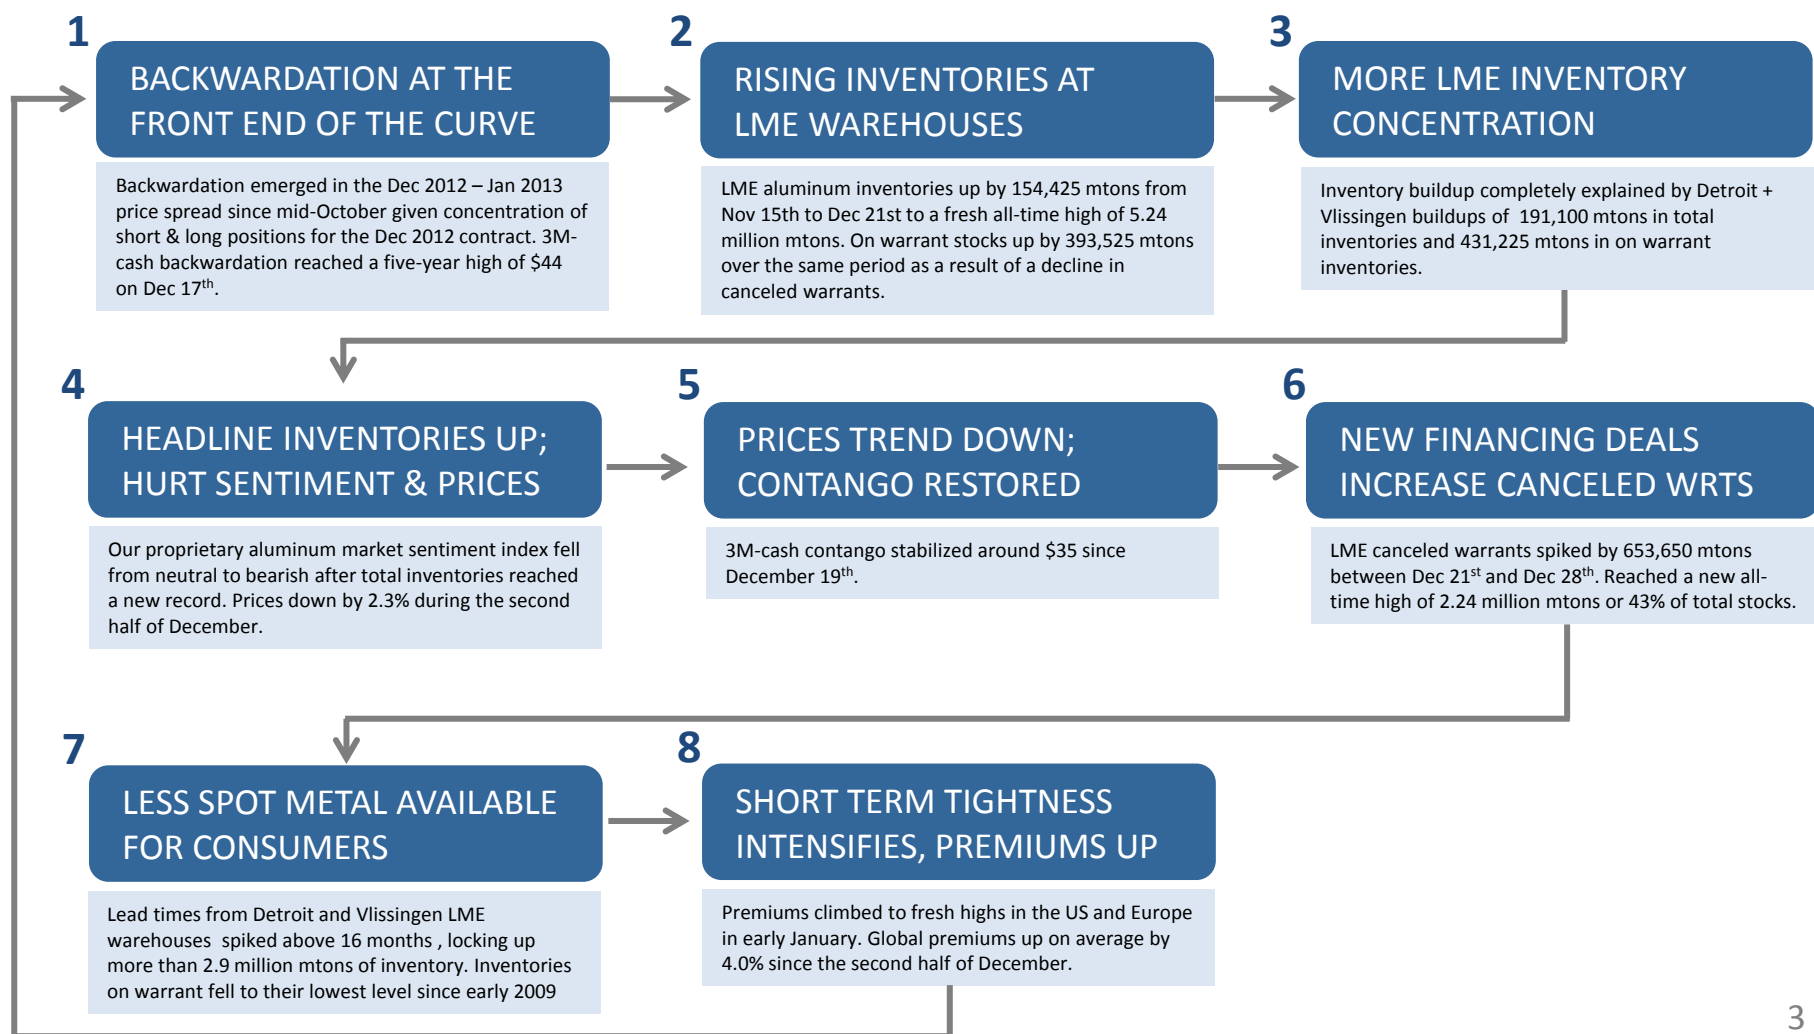 1
BACKWARDATION AT THE
FRONT END OF THE CURVE
Backwardation emerged in the Dec 2012 – Jan 2013
price spread since mid-October given concentration of
short & long positions for the Dec 2012 contract. 3M-
cash backwardation reached a five-year high of $44
on Dec 17th.
2
RISING INVENTORIES AT
LME WAREHOUSES
LME aluminum inventories up by 154,425 mtons from
Nov 15th to Dec 21st to a fresh all-time high of 5.24
million mtons. On warrant stocks up by 393,525 mtons
over the same period as a result of a decline in
canceled warrants.
3
MORE LME INVENTORY
CONCENTRATION
Inventory buildup completely explained by Detroit +
Vlissingen buildups of 191,100 mtons in total
inventories and 431,225 mtons in on warrant
inventories.
4
HEADLINE INVENTORIES UP;
HURT SENTIMENT & PRICES
Our proprietary aluminum market sentiment index fell
from neutral to bearish after total inventories reached
a new record. Prices down by 2.3% during the second
half of December.
5
PRICES TREND DOWN;
CONTANGO RESTORED
3M-cash contango stabilized around $35 since
December 19th.
6
NEW FINANCING DEALS
INCREASE CANCELED WRTS
LME canceled warrants spiked by 653,650 mtons
between Dec 21st and Dec 28th. Reached a new all-
time high of 2.24 million mtons or 43% of total stocks.
7
LESS SPOT METAL AVAILABLE
FOR CONSUMERS
Lead times from Detroit and Vlissingen LME
warehouses spiked above 16 months , locking up
more than 2.9 million mtons of inventory. Inventories
on warrant fell to their lowest level since early 2009
8
SHORT TERM TIGHTNESS
INTENSIFIES, PREMIUMS UP
Premiums climbed to fresh highs in the US and Europe
in early January. Global premiums up on average by
4.0% since the second half of December.
3